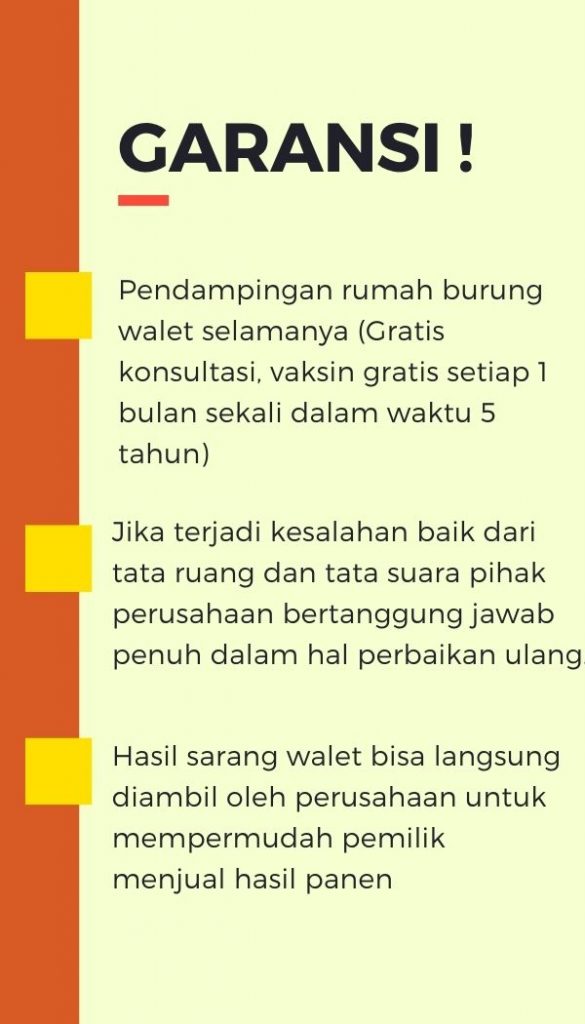 GARANSI !
Pendampingan rumah burung
walet selamanya (Gratis
konsultasi, vaksin gratis setiap 1
bulan sekali dalam waktu 5
tahun)
Jika terjadi kesalahan baik dari
tata ruang dan tata suara pihak
perusahaan bertanggung jawab
penuh dalam hal perbaikan ulang.
Hasil sarang walet bisa langsung
diambil oleh perusahaan untuk
mempermudah pemilik
menjual hasil panen